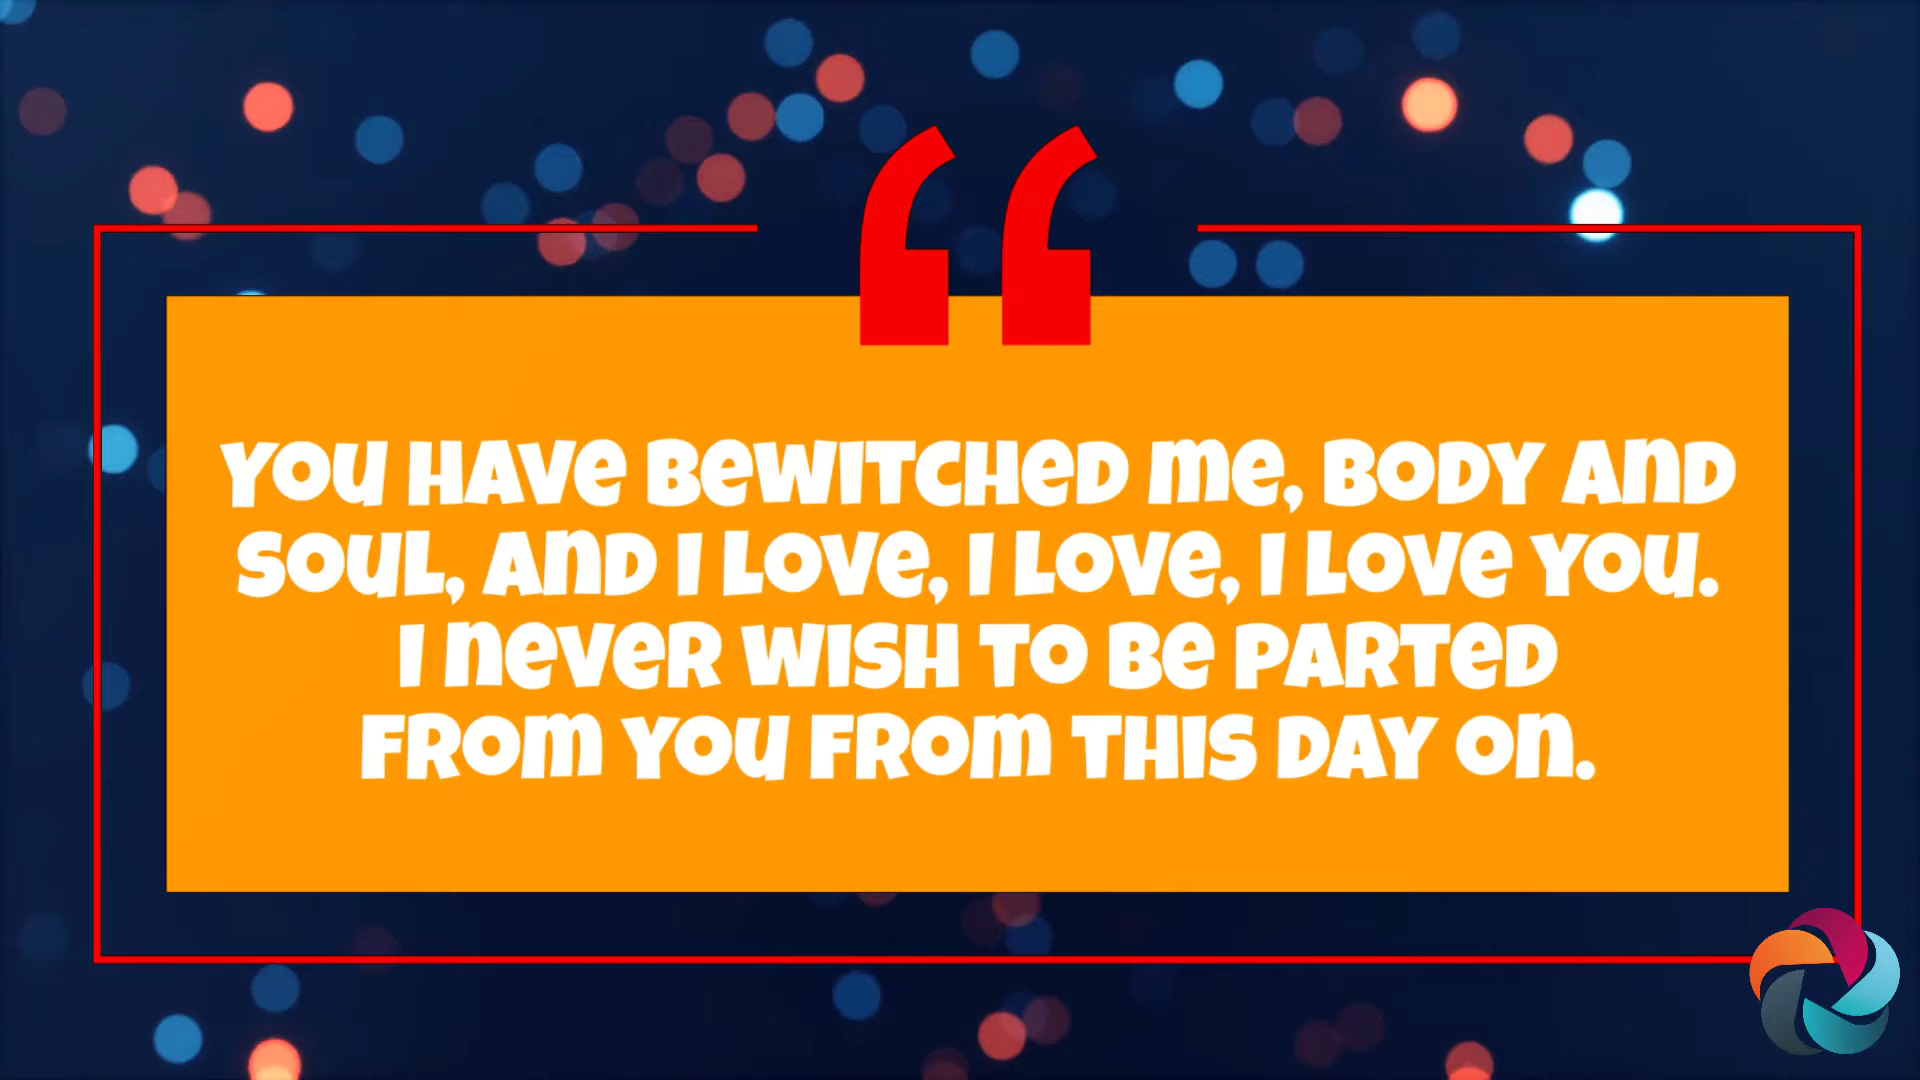 You have bewitched me, body and
soul, and I love, I love, I love you.
I never wish to be parted
from you from this day on.